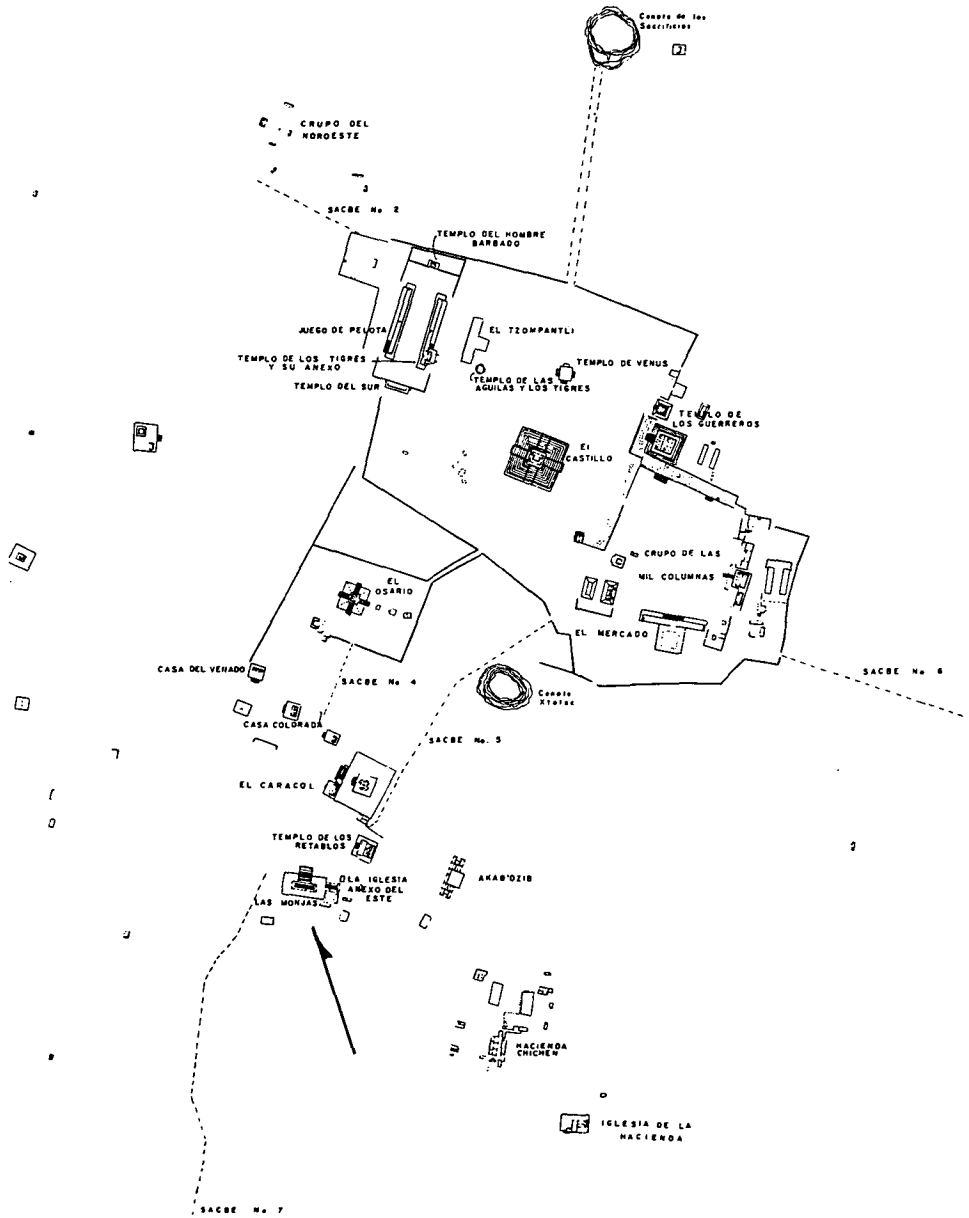 Cenote de los
Sacrificios
GRUPO DEL
NOROESTE
SACBE No 2
TEMPLO DEL HOMBRE
BARBADO
JUEGO DE PELOTA
EL TZOMPANTLI
TEMPLO DE LOS TIGRES
Y SU ANEXO
TEMPLO DE VENUS
TEMPLO DEL SUR
TEMPLO DE LAS
AGUILAS Y LOS TIGRES
TEMPLO DE
LOS GUERREROS
El
CASTILLO
GRUPO DE LAS
MIL COLUMNAS
EL
OSARIO
EL MERCADO
CASA DEL VENADO
SACBE No 4
SACBE No 6
Cenote
Xtoloc
CASA COLORADA
SACBE No. 5
EL CARACOL
TEMPLO DE LOS
RETABLOS
LA IGLESIA
ANEXO DEL
ESTE
AKAB'DZIB
LAS MONJAS
HACIENDA
CHICHEN
IGLESIA DE LA
HACIENDA
SACBE No 7